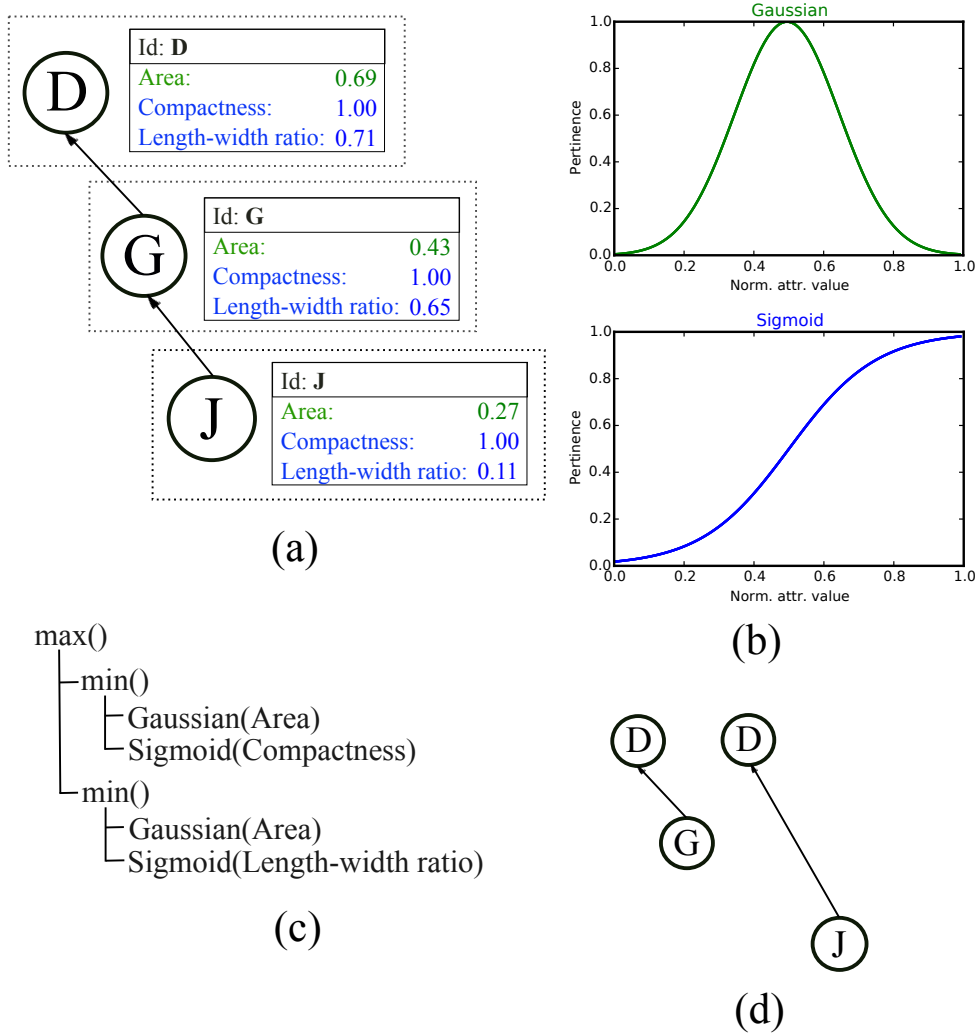 D
Id: D
Area: 0.69
Compactness: 1.00
Length-width ratio: 0.71
G
Id: G
Area: 0.43
Compactness: 1.00
Length-width ratio: 0.65
J
Id: J
Area: 0.27
Compactness: 1.00
Length-width ratio: 0.11
(a)
Gaussian
1.0
0.8
0.6
0.4
0.2
0.0
Pertinence
0.0 0.2 0.4 0.6 0.8 1.0
Norm. attr. value
Sigmoid
1.0
0.8
0.6
0.4
0.2
0.0
Pertinence
0.0 0.2 0.4 0.6 0.8 1.0
Norm. attr. value
(b)
max()
min()
Gaussian(Area)
Sigmoid(Compactness)
min()
Gaussian(Area)
Sigmoid(Length-width ratio)
(c)
D D
G
J
(d)